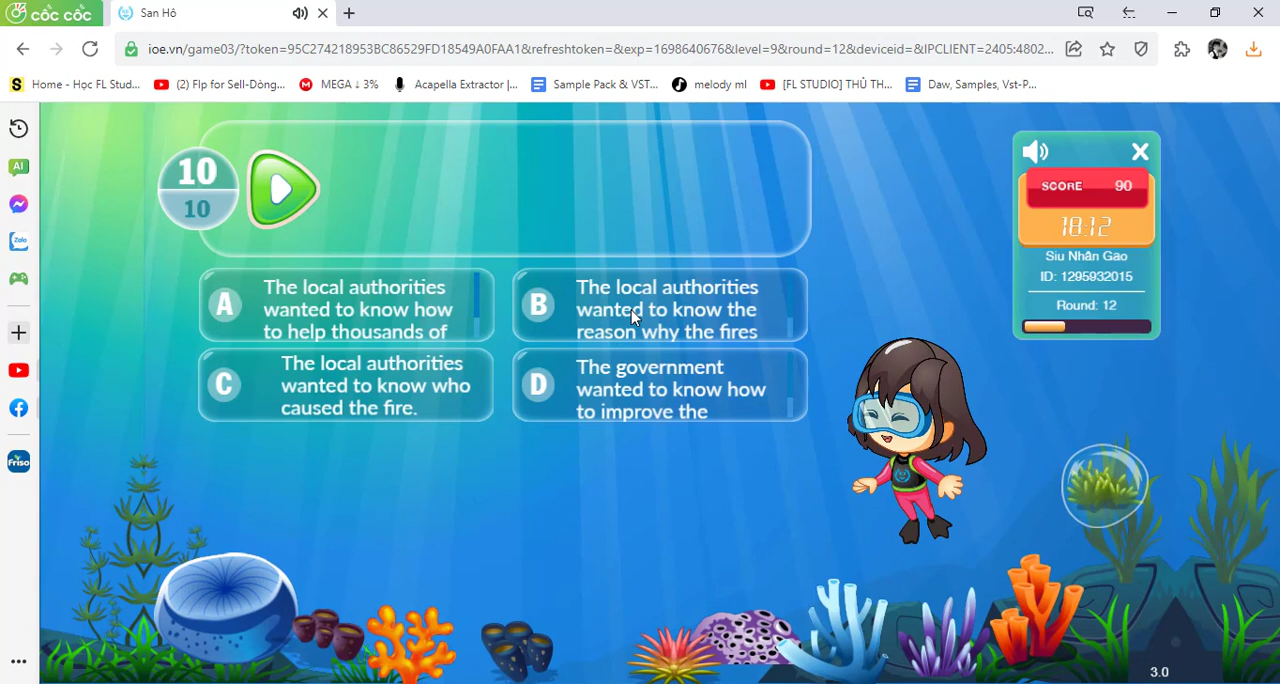 cốc cốc
San Hô
ioe.vn/game03/?token=95C274218953BC86529FD18549A0FAA1&refreshtoken=&exp=1698640676&level=9&round=12&deviceid=&IPCLIENT=2405:4802...
Home - Học FL Stud...
(2) Flp for Sell-Dòng...
MEGA ↓ 3%
Acapella Extractor |...
Sample Pack & VST...
melody ml
[FL STUDIO] THỦ TH...
Daw, Samples, Vst-P...
AI
Zalo
Friso
10
10
A
The local authorities
wanted to know how
to help thousands of
B
The local authorities
wanted to know the
reason why the fires
C
The local authorities
wanted to know who
caused the fire.
D
The government
wanted to know how
to improve the
SCORE 90
18:12
Siu Nhân Gao
ID: 1295932015
Round: 12
3.0